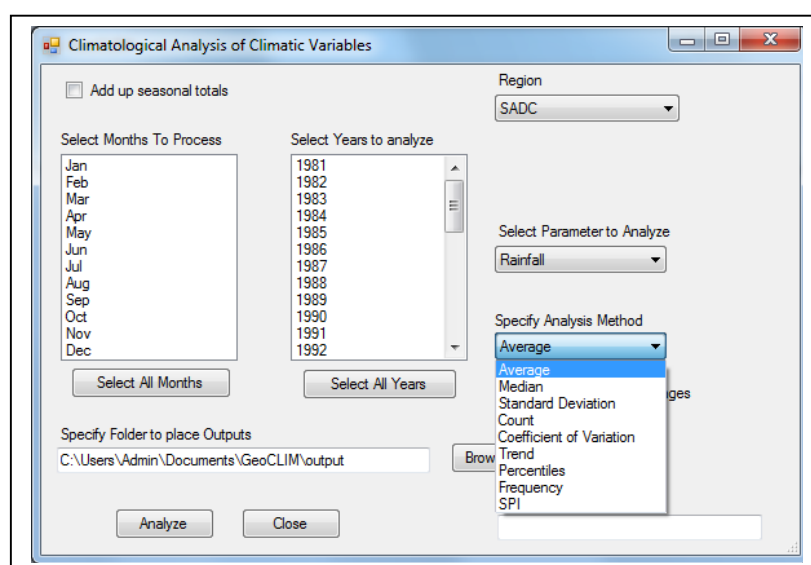 Climatological Analysis of Climatic Variables
Add up seasonal totals
Region
SADC
Select Months To Process
Jan
Feb
Mar
Apr
May
Jun
Jul
Aug
Sep
Oct
Nov
Dec
Select All Months
Select Years to analyze
1981
1982
1983
1984
1985
1986
1987
1988
1989
1990
1991
1992
Select All Years
Select Parameter to Analyze
Rainfall
Specify Analysis Method
Average
Average
Median
Standard Deviation
Count
Coefficient of Variation
Trend
Percentiles
Frequency
SPI
ges
Specify Folder to place Outputs
C:\Users\Admin\Documents\GeoCLIM\output
Brow
Analyze
Close